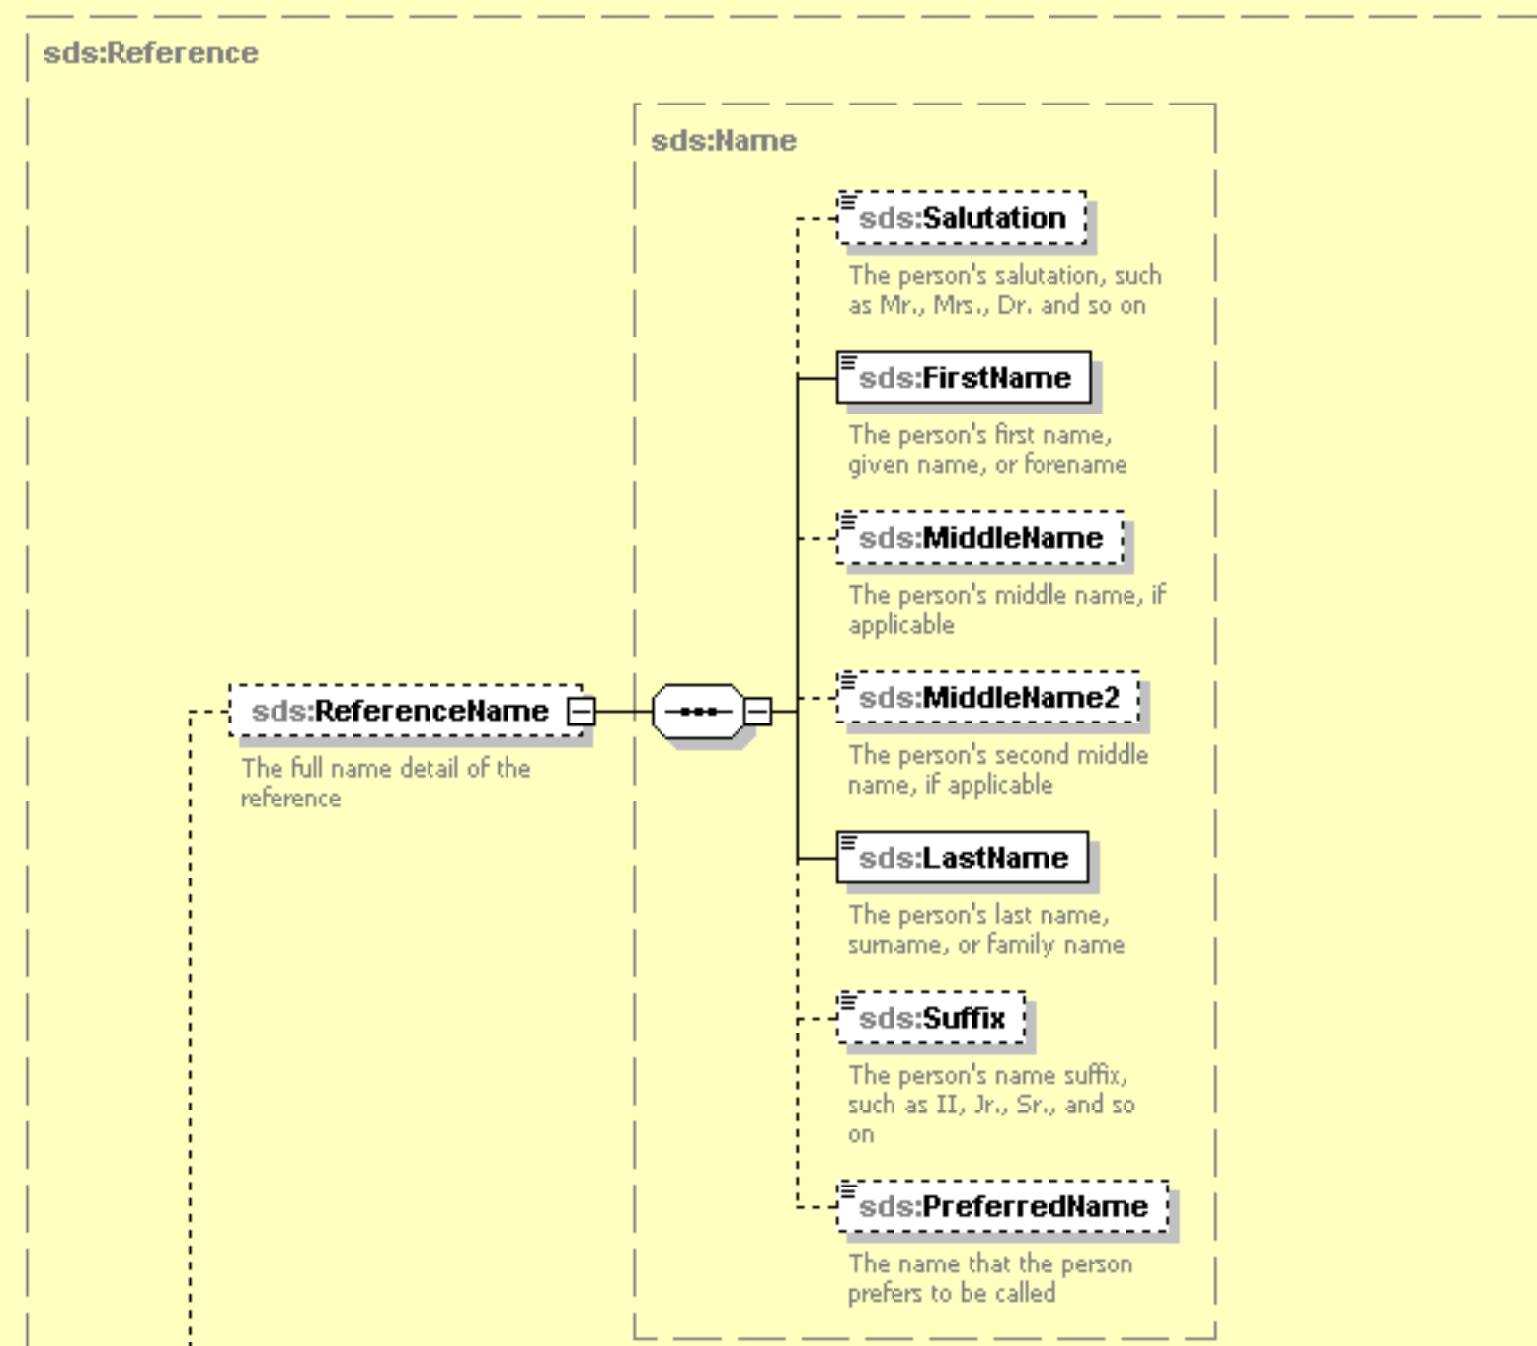 sds:Reference
sds:Name
sds:Salutation
The person's salutation, such
as Mr., Mrs., Dr. and so on
sds:FirstName
The person's first name,
given name, or forename
sds:MiddleName
The person's middle name, if
applicable
sds:MiddleName2
The person's second middle
name, if applicable
sds:ReferenceName
The full name detail of the
reference
sds:LastName
The person's last name,
surname, or family name
sds:Suffix
The person's name suffix,
such as II, Jr., Sr., and so
on
sds:PreferredName
The name that the person
prefers to be called